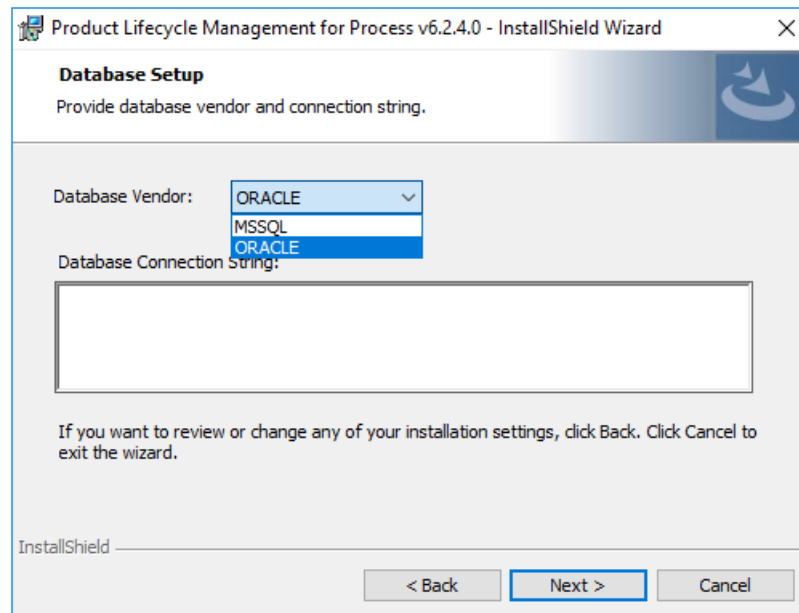 Product Lifecycle Management for Process v6.2.4.0 - InstallShield Wizard
Database Setup
Provide database vendor and connection string.
Database Vendor:
ORACLE
MSSQL
ORACLE
Database Connection String:
If you want to review or change any of your installation settings, click Back. Click Cancel to
exit the wizard.
InstallShield
< Back
Next >
Cancel